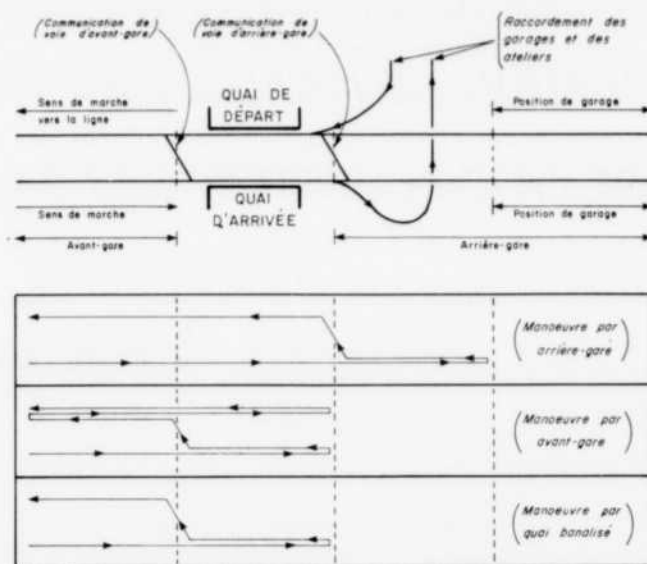 (Communication de
voie d'avant-gare)
(Communication de
voie d'arrière-gare)
(Raccordement des
garages et des
ateliers
Sens de marche
vers la ligne
QUAI DE
DÉPART
Position de garage
Sens de marche
QUAI
D'ARRIVÉE
Position de garage
Avant-gare
Arrière-gare
(Manoeuvre par
arrière-gare)
(Manoeuvre par
avant-gare)
(Manoeuvre par
quai banalisé)